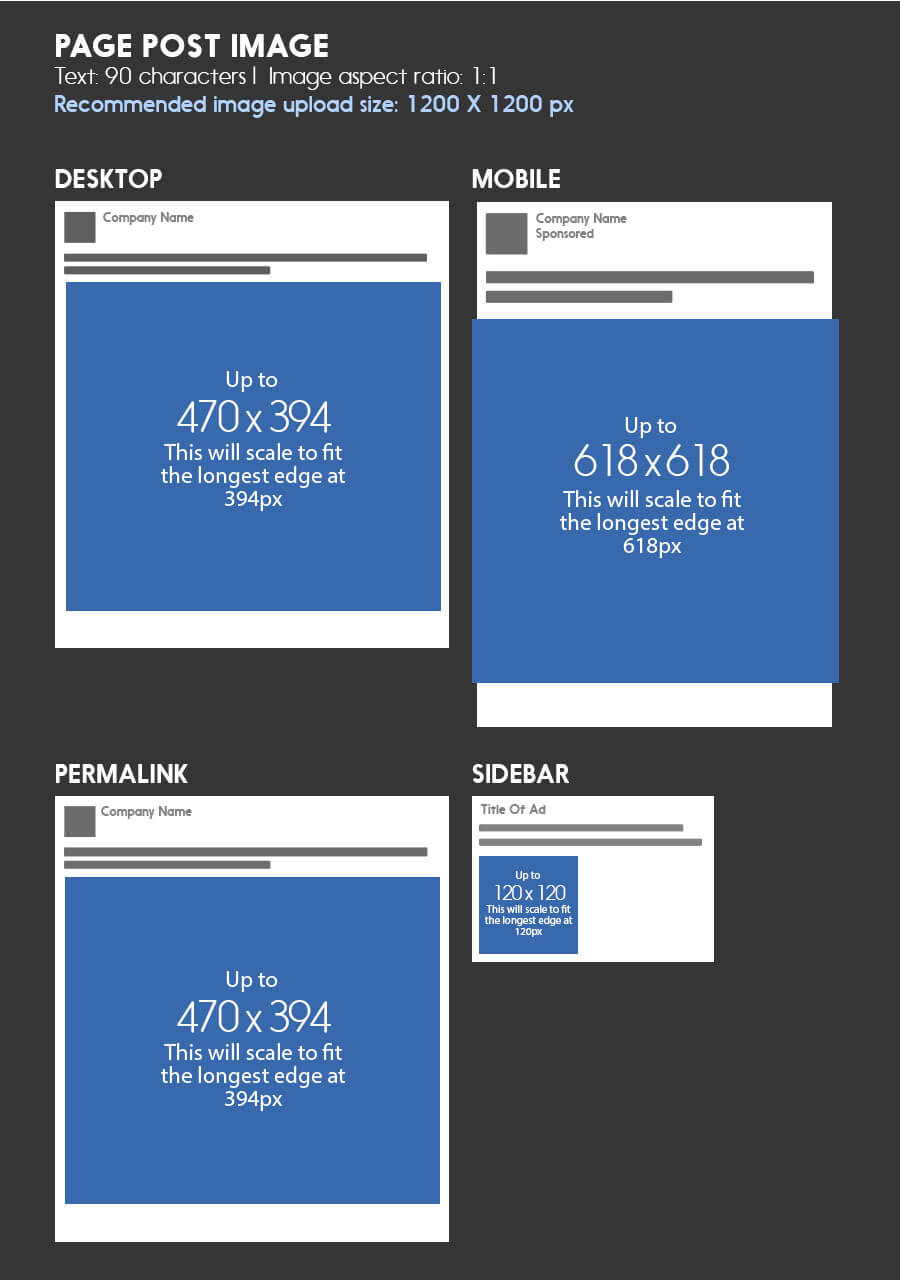 PAGE POST IMAGE
Text: 90 characters | Image aspect ratio: 1:1
Recommended image upload size: 1200 X 1200 px
DESKTOP
Company Name
Up to
470 x 394
This will scale to fit
the longest edge at
394px
MOBILE
Company Name
Sponsored
Up to
618 x 618
This will scale to fit
the longest edge at
618px
PERMALINK
Company Name
Up to
470 x 394
This will scale to fit
the longest edge at
394px
SIDEBAR
Title Of Ad
Up to
120 x 120
This will scale to fit
the longest edge at
120px